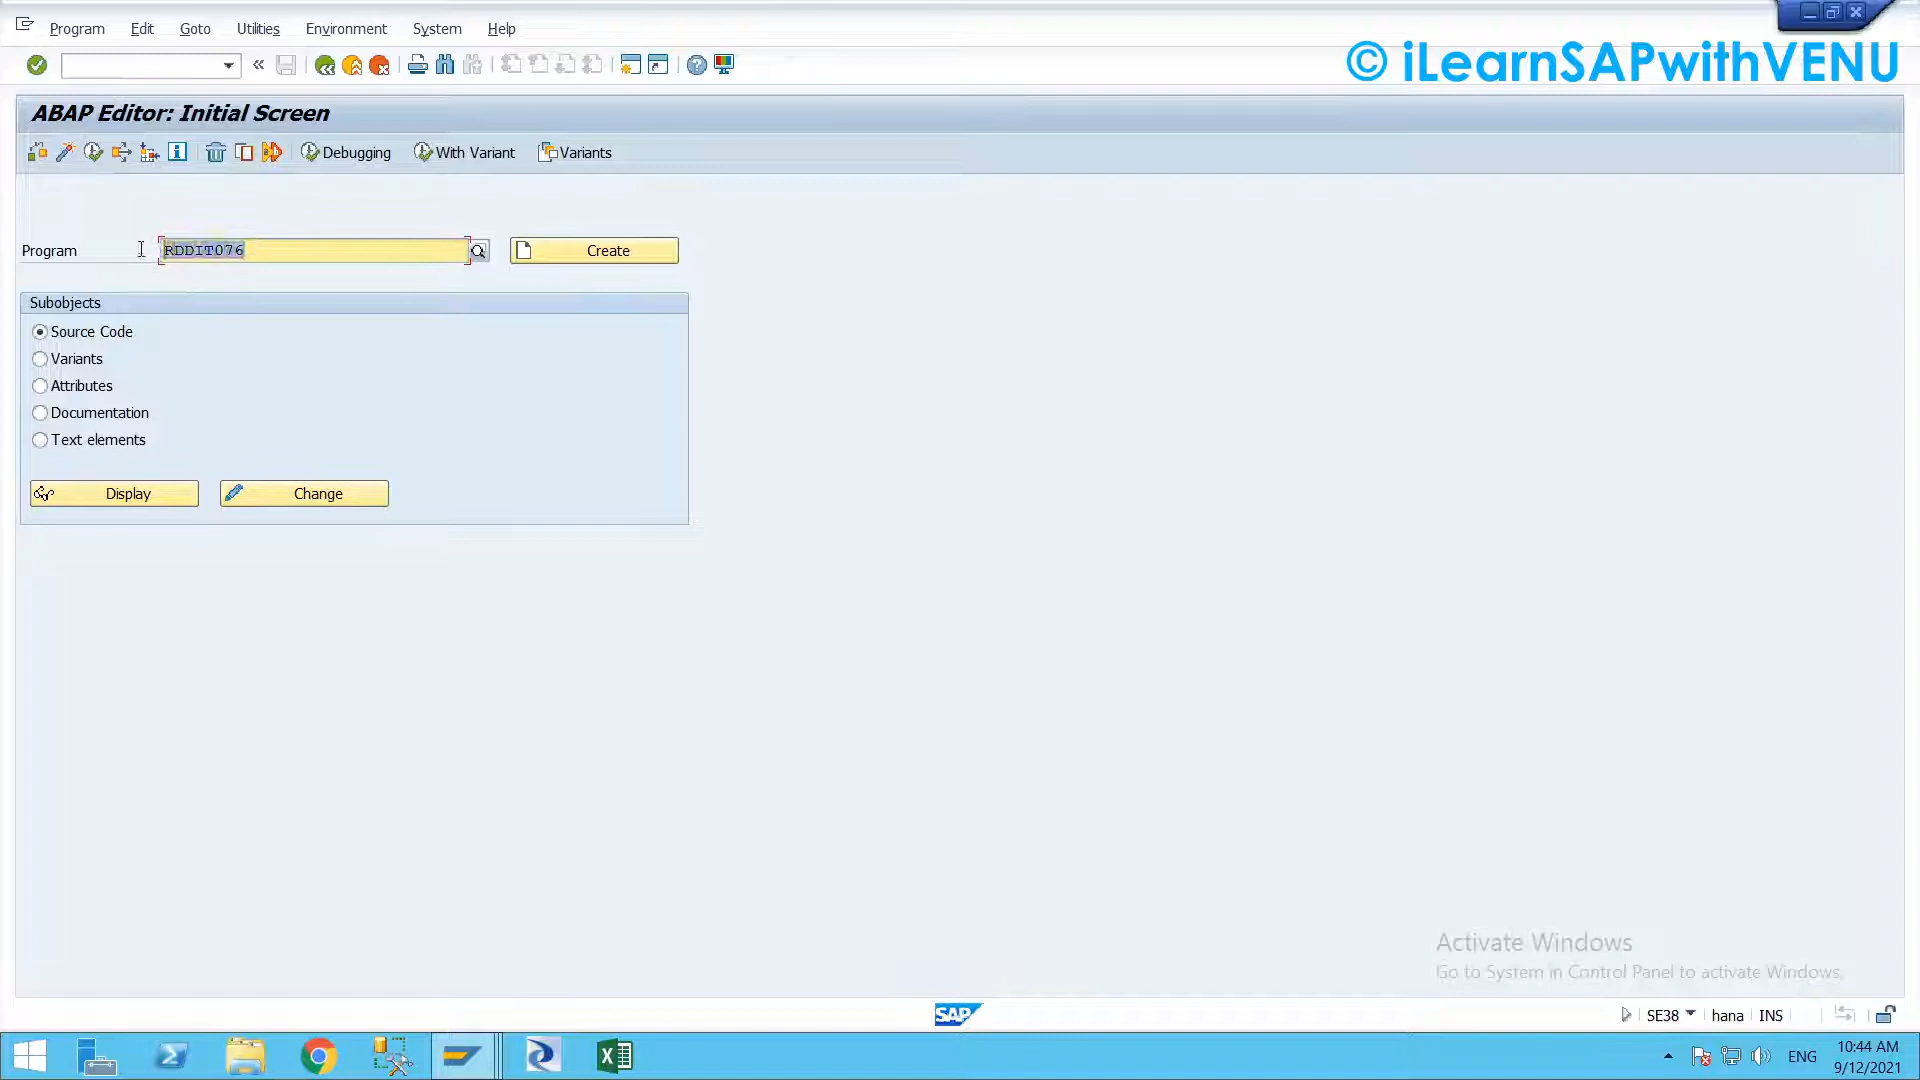 Program Edit Goto Utilities Environment System Help
© iLearnSAPwithVENU
ABAP Editor: Initial Screen
Debugging With Variant Variants
Program RDDIT076 Create
Subobjects
Source Code
Variants
Attributes
Documentation
Text elements
Display Change
Activate Windows
Go to System in Control Panel to activate Windows.
SAP SE38 hana INS
ENG 10:44 AM
9/12/2021